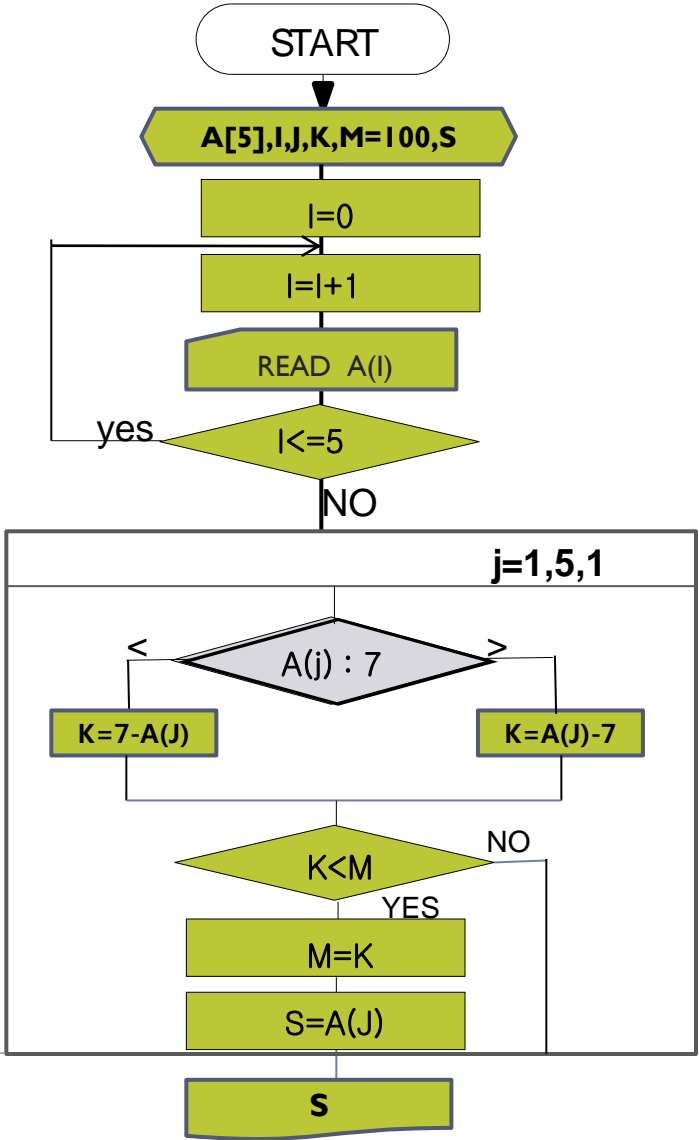 START
A[5],I,J,K,M=100,S
I=0
I=I+1
READ A(I)
yes
I<=5
NO
j=1,5,1
<
>
A(j) : 7
K=7-A(J)
K=A(J)-7
NO
K<M
YES
M=K
S=A(J)
S